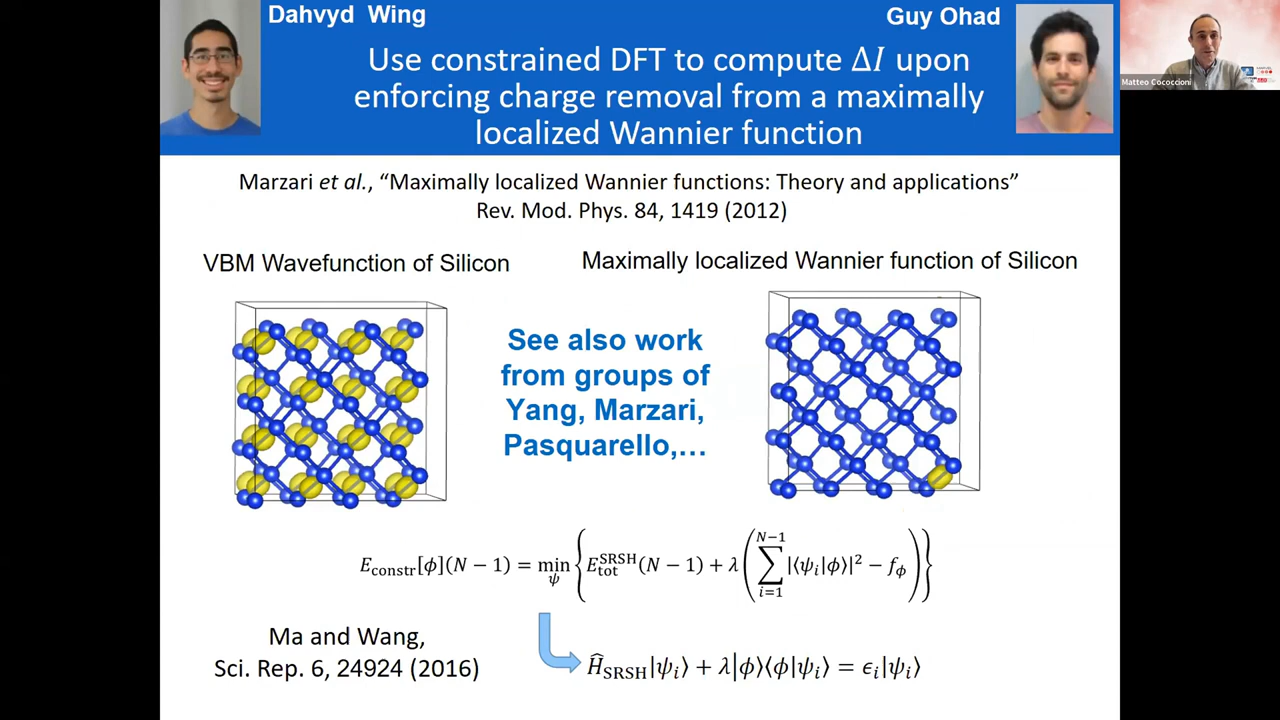 Dahvyd Wing
Guy Ohad
Matteo Cococcioni
Use constrained DFT to compute Δ𝐼 upon
enforcing charge removal from a maximally
localized Wannier function
Marzari et al., “Maximally localized Wannier functions: Theory and applications”
Rev. Mod. Phys. 84, 1419 (2012)
VBM Wavefunction of Silicon
Maximally localized Wannier function of Silicon
See also work
from groups of
Yang, Marzari,
Pasquarello,…
E_constr[ϕ](N − 1) = min_ψ { E_tot^SRSH(N − 1) + λ ( ∑_{i=1}^{N−1} |⟨ψ_i|ϕ⟩|² − f_ϕ ) }
Ma and Wang,
Sci. Rep. 6, 24924 (2016)
Ĥ_SRSH|ψ_i⟩ + λ|ϕ⟩⟨ϕ|ψ_i⟩ = ϵ_i|ψ_i⟩